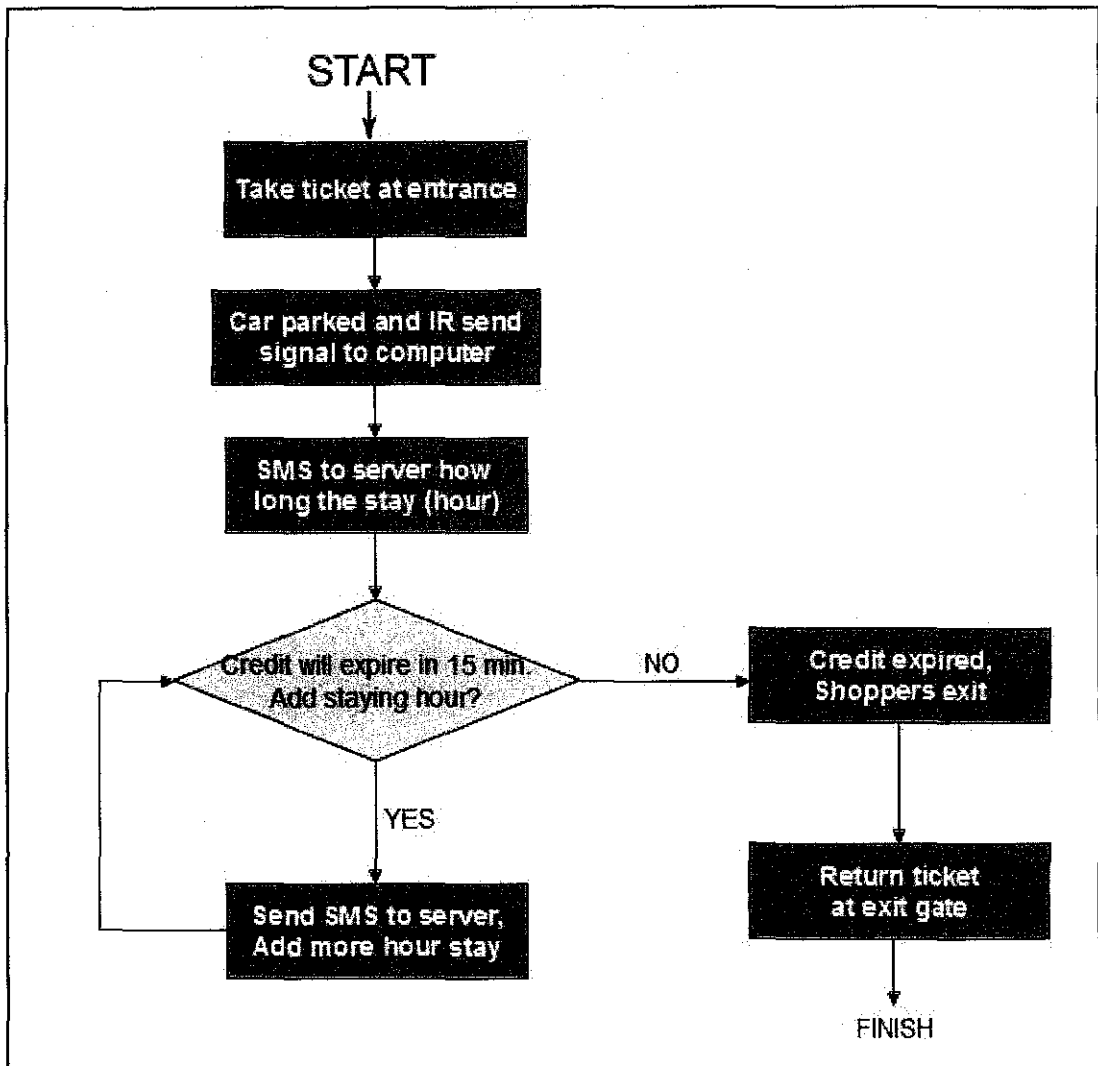 START
Take ticket at entrance
Car parked and IR send
signal to computer
SMS to server how
long the stay (hour)
Credit will expire in 15 min.
Add staying hour?
NO
Credit expired,
Shoppers exit
YES
Send SMS to server,
Add more hour stay
Return ticket
at exit gate
FINISH